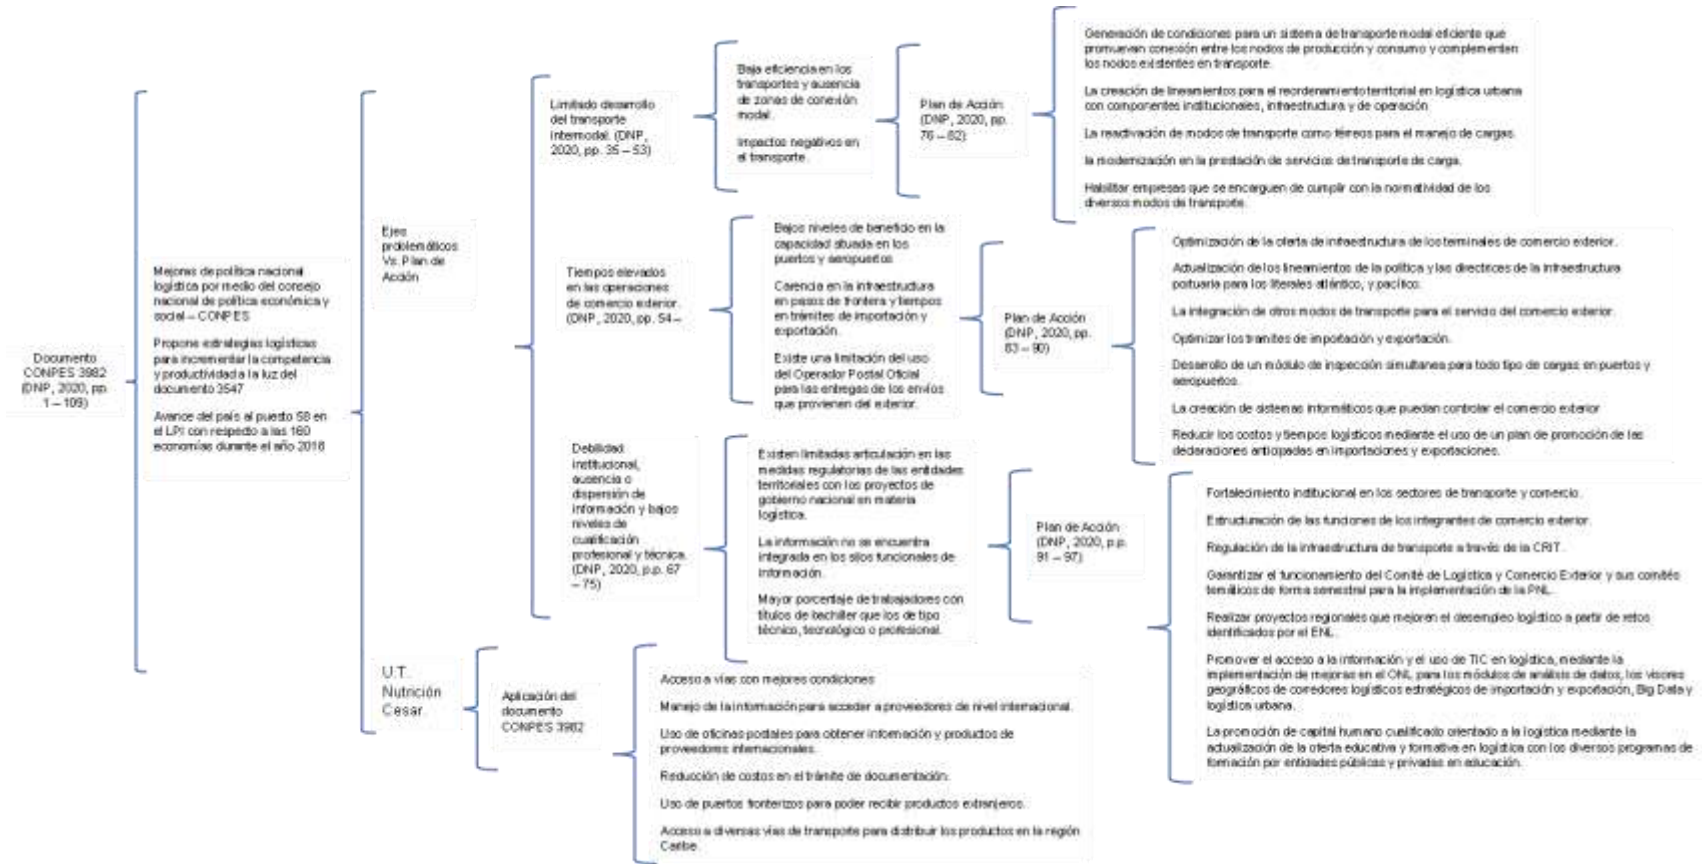 Documento
CONPES 3982
(DNP, 2020, pp.
1 – 109)
Mejoras de política nacional
logística por medio del consejo
nacional de política económica y
social – CONPES
Propone estrategias logísticas
para incrementar la competencia
y productividad a la luz del
documento 3547
Avance del país al puesto 58 en
el LPI con respecto a las 160
economías durante el año 2018
Ejes
problemáticos
Vs. Plan de
Acción
Limitado desarrollo
del transporte
intermodal. (DNP,
2020, pp. 35 – 53)
Baja eficiencia en los
transportes y ausencia
de zonas de conexión
modal.
Impactos negativos en
el transporte.
Plan de Acción
(DNP, 2020, pp.
76 – 82)
Generación de condiciones para un sistema de transporte modal eficiente que
promuevan conexión entre los nodos de producción y consumo y complementen
los nodos existentes en transporte.
La creación de lineamientos para el reordenamiento territorial en logística urbana
con componentes institucionales, infraestructura y de operación
La reactivación de modos de transporte como férreos para el manejo de cargas.
la modernización en la prestación de servicios de transporte de carga.
Habilitar empresas que se encarguen de cumplir con la normatividad de los
diversos modos de transporte.
Tiempos elevados
en las operaciones
de comercio exterior.
(DNP, 2020, pp. 54 –
Bajos niveles de beneficio en la
capacidad situada en los
puertos y aeropuertos
Carencia en la infraestructura
en pasos de frontera y tiempos
en trámites de importación y
exportación.
Existe una limitación del uso
del Operador Postal Oficial
para las entregas de los envíos
que provienen del exterior.
Plan de Acción
(DNP, 2020, pp.
83 – 90)
Optimización de la oferta de infraestructura de los terminales de comercio exterior.
Actualización de los lineamientos de la política y las directrices de la infraestructura
portuaria para los literales atlántico, y pacífico.
La integración de otros modos de transporte para el servicio del comercio exterior.
Optimizar los tramites de importación y exportación.
Desarrollo de un módulo de inspección simultanea para todo tipo de cargas en puertos y
aeropuertos.
La creación de sistemas informáticos que puedan controlar el comercio exterior
Reducir los costos y tiempos logísticos mediante el uso de un plan de promoción de las
declaraciones anticipadas en importaciones y exportaciones.
Debilidad
institucional,
ausencia o
dispersión de
información y bajos
niveles de
cualificación
profesional y técnica.
(DNP, 2020, p.p. 67
– 75)
Existen limitadas articulación en las
medidas regulatorias de las entidades
territoriales con los proyectos de
gobierno nacional en materia
logística.
La información no se encuentra
integrada en los silos funcionales de
información.
Mayor porcentaje de trabajadores con
títulos de bachiller que los de tipo
técnico, tecnológico o profesional.
Plan de Acción
(DNP, 2020, p.p.
91 – 97)
Fortalecimiento institucional en los sectores de transporte y comercio.
Estructuración de las funciones de los integrantes de comercio exterior.
Regulación de la infraestructura de transporte a través de la CRIT.
Garantizar el funcionamiento del Comité de Logística y Comercio Exterior y sus comités
temáticos de forma semestral para la implementación de la PNL.
Realizar proyectos regionales que mejoren el desempleo logístico a partir de retos
identificados por el ENL.
Promover el acceso a la información y el uso de TIC en logística, mediante la
implementación de mejoras en el ONL para los módulos de análisis de datos, los visores
geográficos de corredores logísticos estratégicos de importación y exportación, Big Data y
logística urbana.
La promoción de capital humano cualificado orientado a la logística mediante la
actualización de la oferta educativa y formativa en logística con los diversos programas de
formación por entidades públicas y privadas en educación.
U.T.
Nutrición
Cesar.
Aplicación del
documento
CONPES 3982
Acceso a vías con mejores condiciones
Manejo de la información para acceder a proveedores de nivel internacional.
Uso de oficinas postales para obtener información y productos de
proveedores internacionales.
Reducción de costos en el trámite de documentación.
Uso de puertos fronterizos para poder recibir productos extranjeros.
Acceso a diversas vías de transporte para distribuir los productos en la región
Caribe.